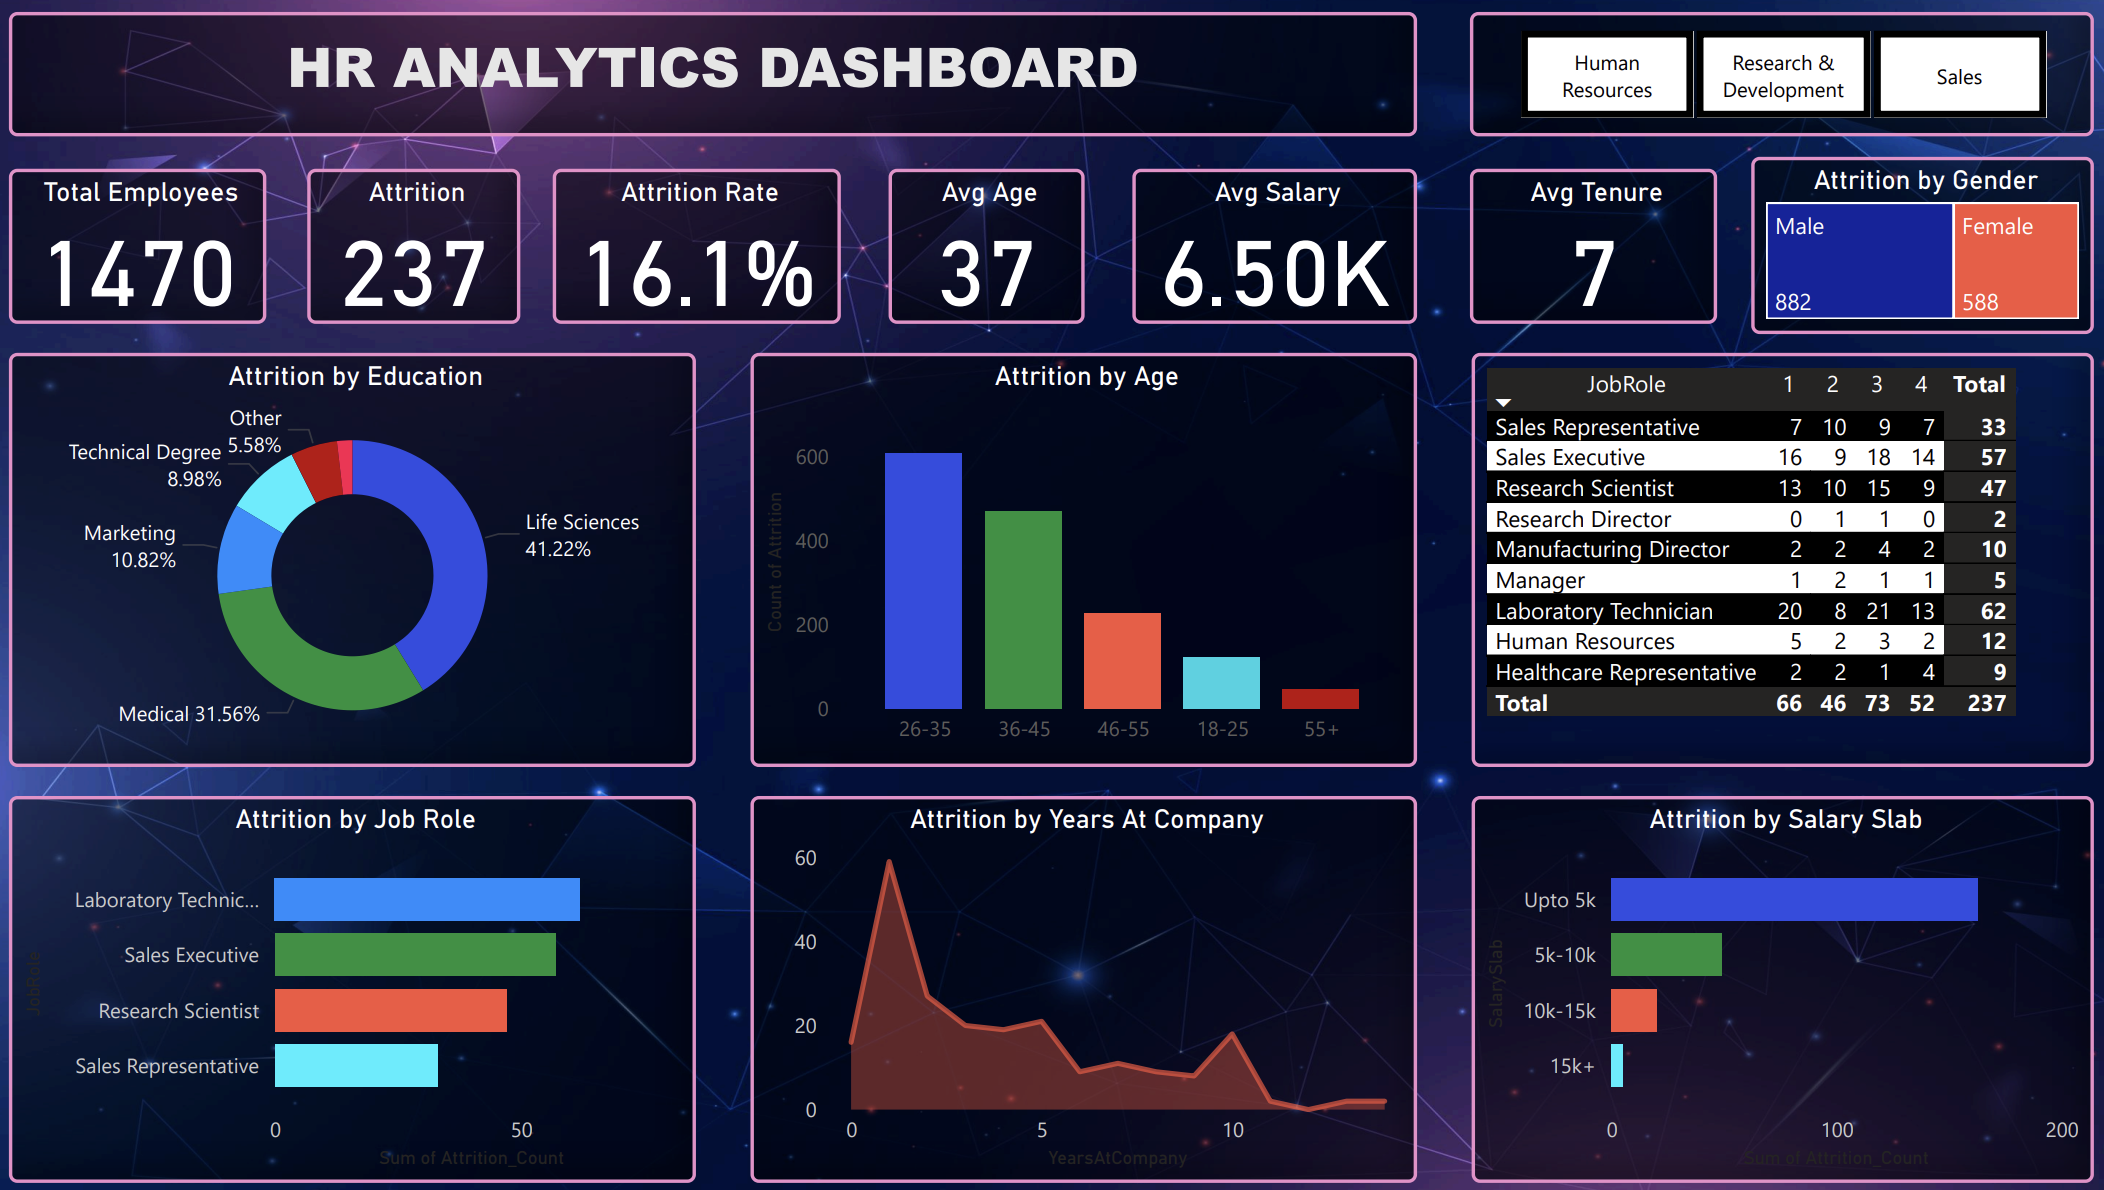 HR ANALYTICS DASHBOARD
Human
Resources
Research &
Development
Sales
Total Employees
1470
Attrition
237
Attrition Rate
16.1%
Avg Age
37
Avg Salary
6.50K
Avg Tenure
7
Attrition by Gender
Male
882
Female
588
Attrition by Education
Other
5.58%
Technical Degree
8.98%
Marketing
10.82%
Medical 31.56%
Life Sciences
41.22%
Attrition by Age
Count of Attrition
600
400
200
0
26-35 36-45 46-55 18-25 55+
JobRole 1 2 3 4 Total
Sales Representative 7 10 9 7 33
Sales Executive 16 9 18 14 57
Research Scientist 13 10 15 9 47
Research Director 0 1 1 0 2
Manufacturing Director 2 2 4 2 10
Manager 1 2 1 1 5
Laboratory Technician 20 8 21 13 62
Human Resources 5 2 3 2 12
Healthcare Representative 2 2 1 4 9
Total 66 46 73 52 237
Attrition by Job Role
JobRole
Laboratory Technic...
Sales Executive
Research Scientist
Sales Representative
0 50
Sum of Attrition_Count
Attrition by Years At Company
60
40
20
0
0 5 10
YearsAtCompany
Attrition by Salary Slab
SalarySlab
Upto 5k
5k-10k
10k-15k
15k+
0 100 200
Sum of Attrition_Count